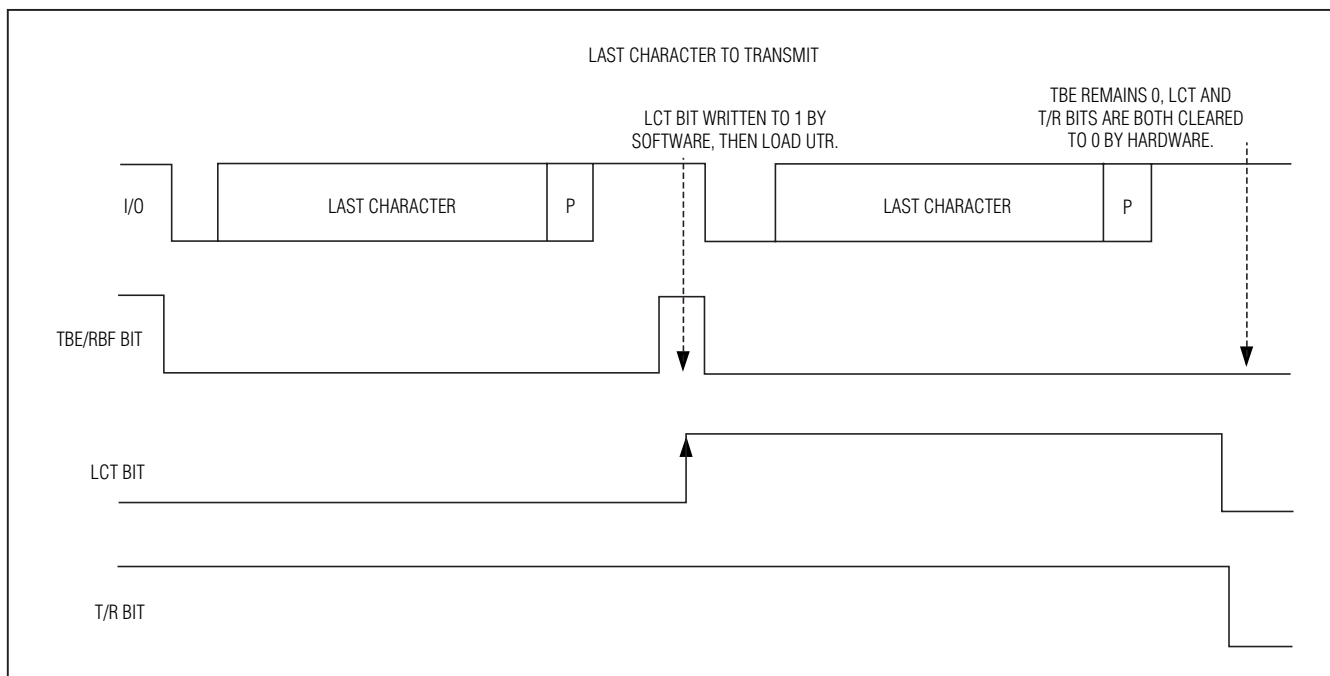 LAST CHARACTER TO TRANSMIT
LCT BIT WRITTEN TO 1 BY
SOFTWARE, THEN LOAD UTR.
TBE REMAINS 0, LCT AND
T/R BITS ARE BOTH CLEARED
TO 0 BY HARDWARE.
I/O
LAST CHARACTER
P
LAST CHARACTER
P
TBE/RBF BIT
LCT BIT
T/R BIT